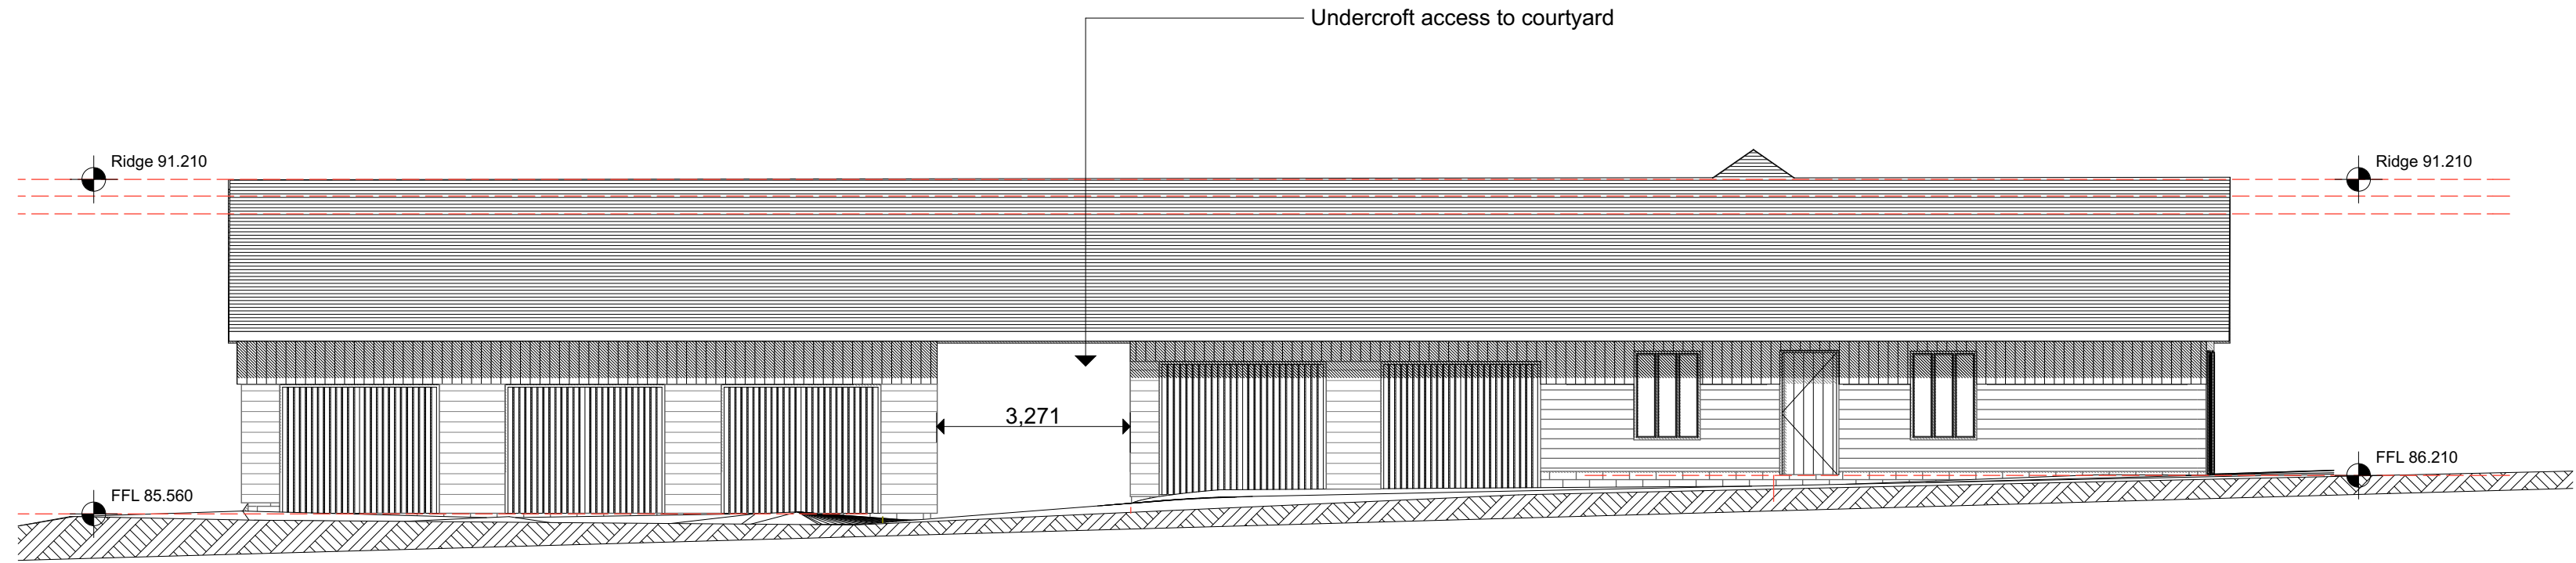 Undercroft access to courtyard
Ridge 91.210
Ridge 91.210
3,271
FFL 86.210
FFL 85.560